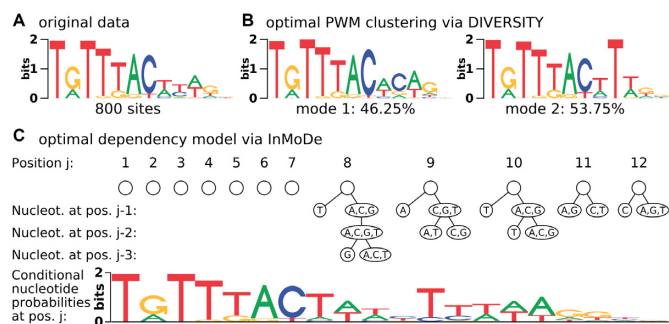 A original data
B optimal PWM clustering via DIVERSITY
2
1
0
bits
800 sites
2
1
0
bits
mode 1: 46.25%
2
1
0
bits
mode 2: 53.75%
C optimal dependency model via InMoDe
Position j: 1 2 3 4 5 6 7 8 9 10 11 12
Nucleot. at pos. j-1: T A,C,G A C,G,T T A,C,G A,G C,T C A,G,T
Nucleot. at pos. j-2: A,C,G,T A,T C,G T A,C,G
Nucleot. at pos. j-3: G A,C,T
Conditional
nucleotide
probabilities
at pos. j:
2
bits
0